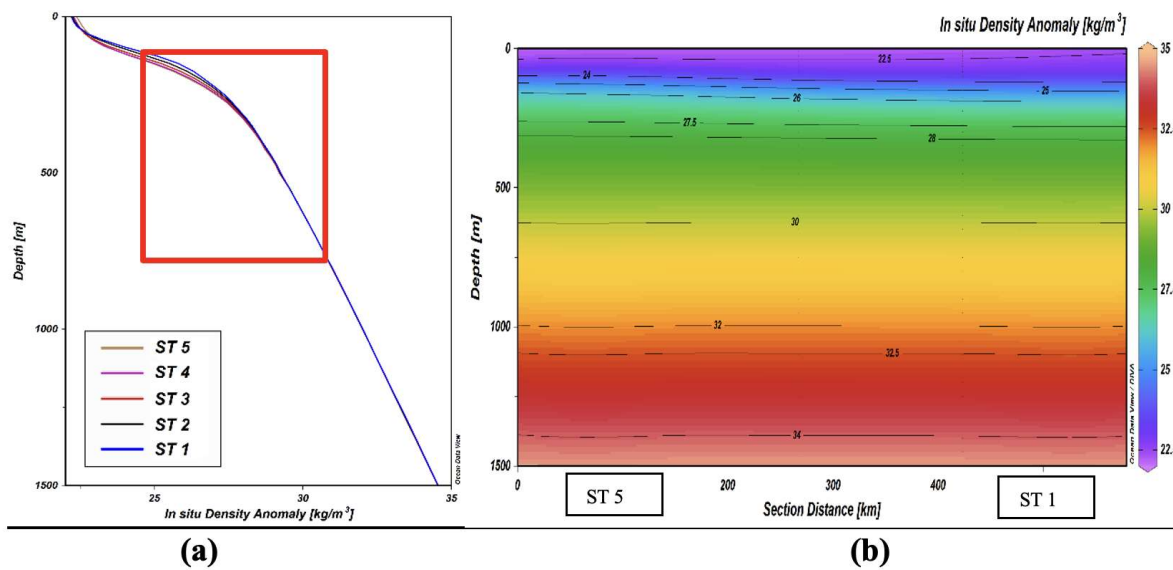 0
500
1000
1500
Depth [m]
25
30
35
In situ Density Anomaly [kg/m³]
ST 5
ST 4
ST 3
ST 2
ST 1
Ocean Data View
(a)
In situ Density Anomaly [kg/m³]
0
500
1000
1500
Depth [m]
22.5
24
25
26
27.5
28
30
32
32.5
34
0
200
300
400
Section Distance [km]
ST 5
ST 1
35
32.
30
27.
25
22.
Ocean Data View / DIVA
(b)